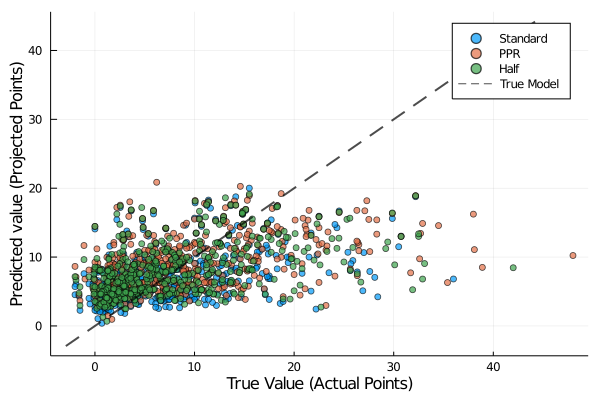 Standard
PPR
Half
True Model
40
30
20
10
0
0 10 20 30 40
Predicted value (Projected Points)
True Value (Actual Points)